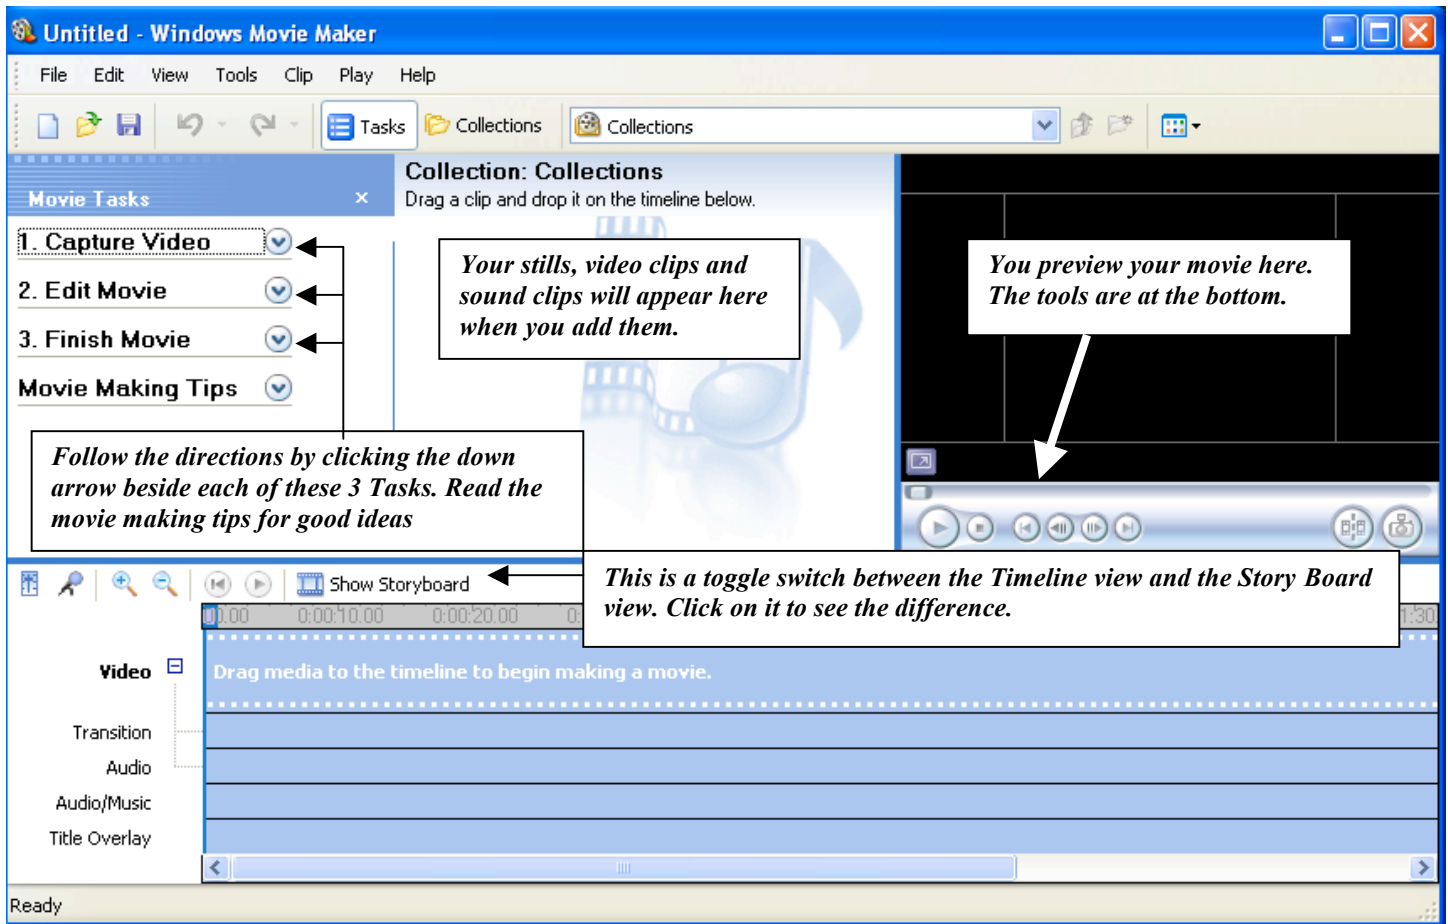 Untitled - Windows Movie Maker
File Edit View Tools Clip Play Help
Tasks Collections Collections
Movie Tasks
Collection: Collections
Drag a clip and drop it on the timeline below.
1. Capture Video
2. Edit Movie
3. Finish Movie
Movie Making Tips
Your stills, video clips and
sound clips will appear here
when you add them.
You preview your movie here.
The tools are at the bottom.
Follow the directions by clicking the down
arrow beside each of these 3 Tasks. Read the
movie making tips for good ideas
Show Storyboard
This is a toggle switch between the Timeline view and the Story Board
view. Click on it to see the difference.
0:00:10.00 0:00:20.00
Video
Drag media to the timeline to begin making a movie.
Transition
Audio
Audio/Music
Title Overlay
Ready